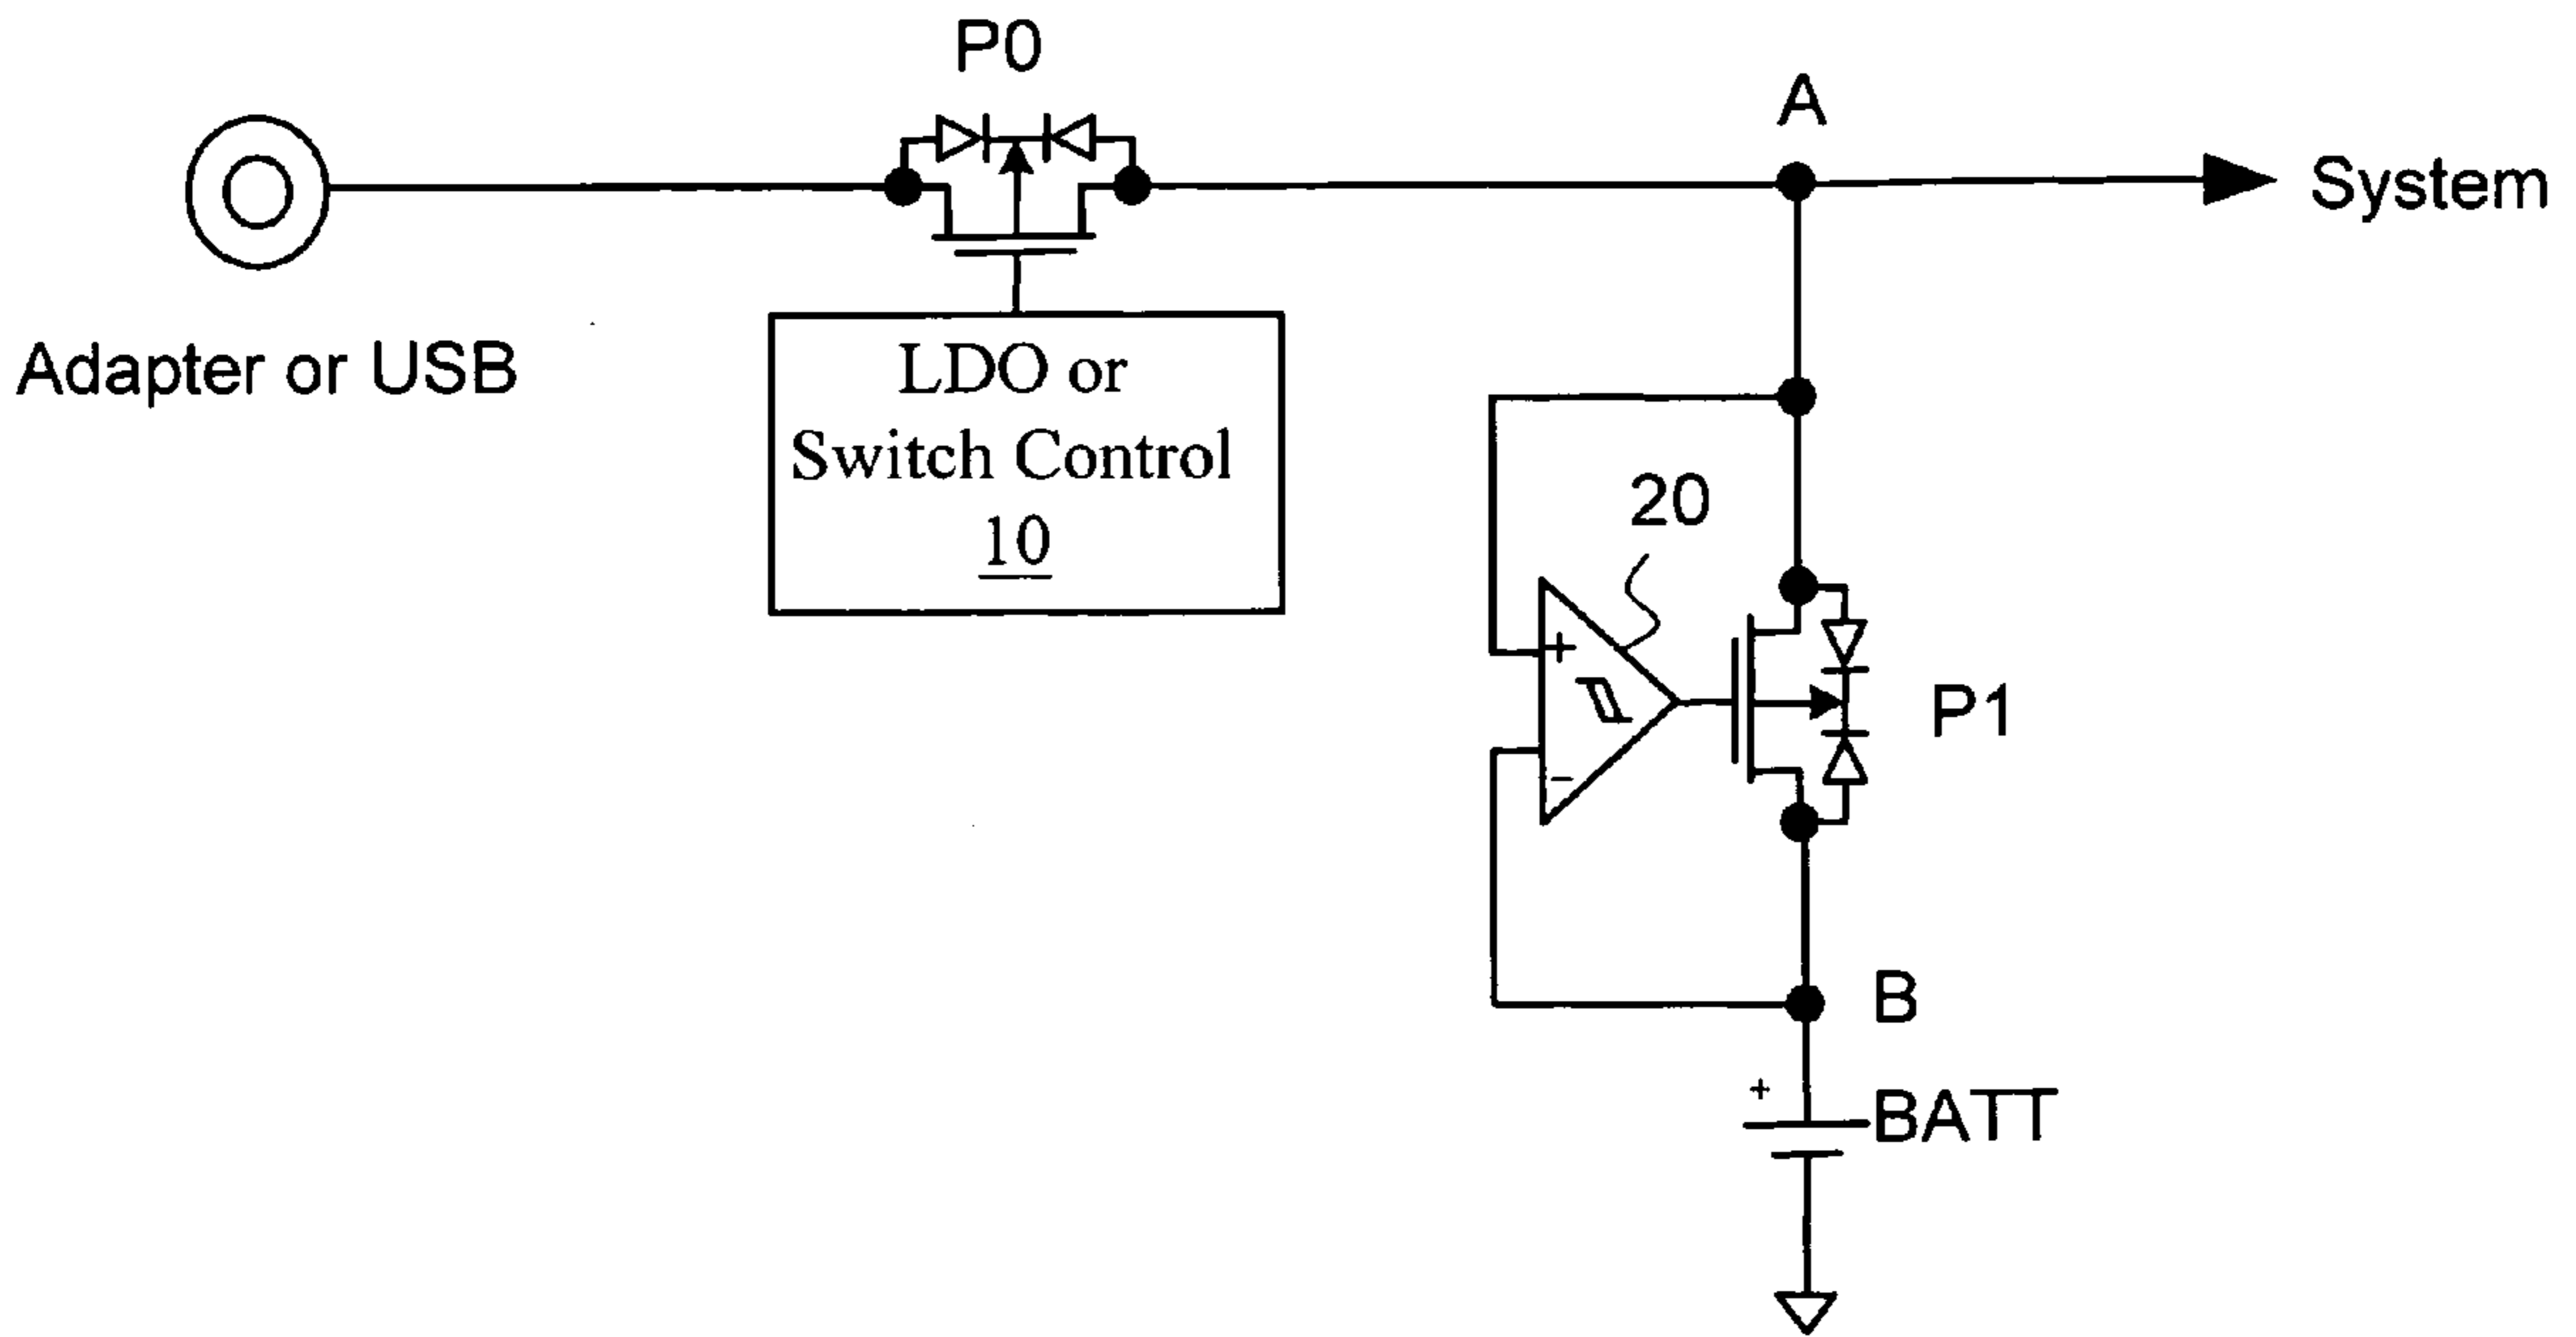 P0
A
System
Adapter or USB
LDO or
Switch Control
10
20
+
−
P1
B
+
BATT